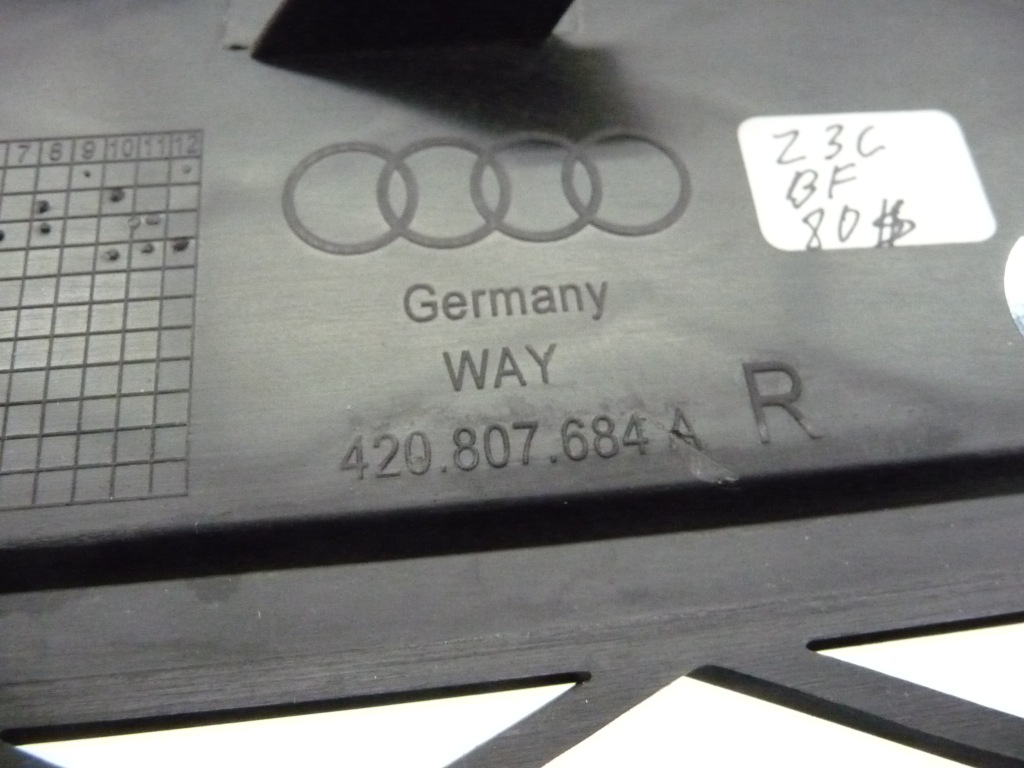 7 8 9 10 11 12
Z3C
BF
80$
Germany
WAY
420.807.684 A
R